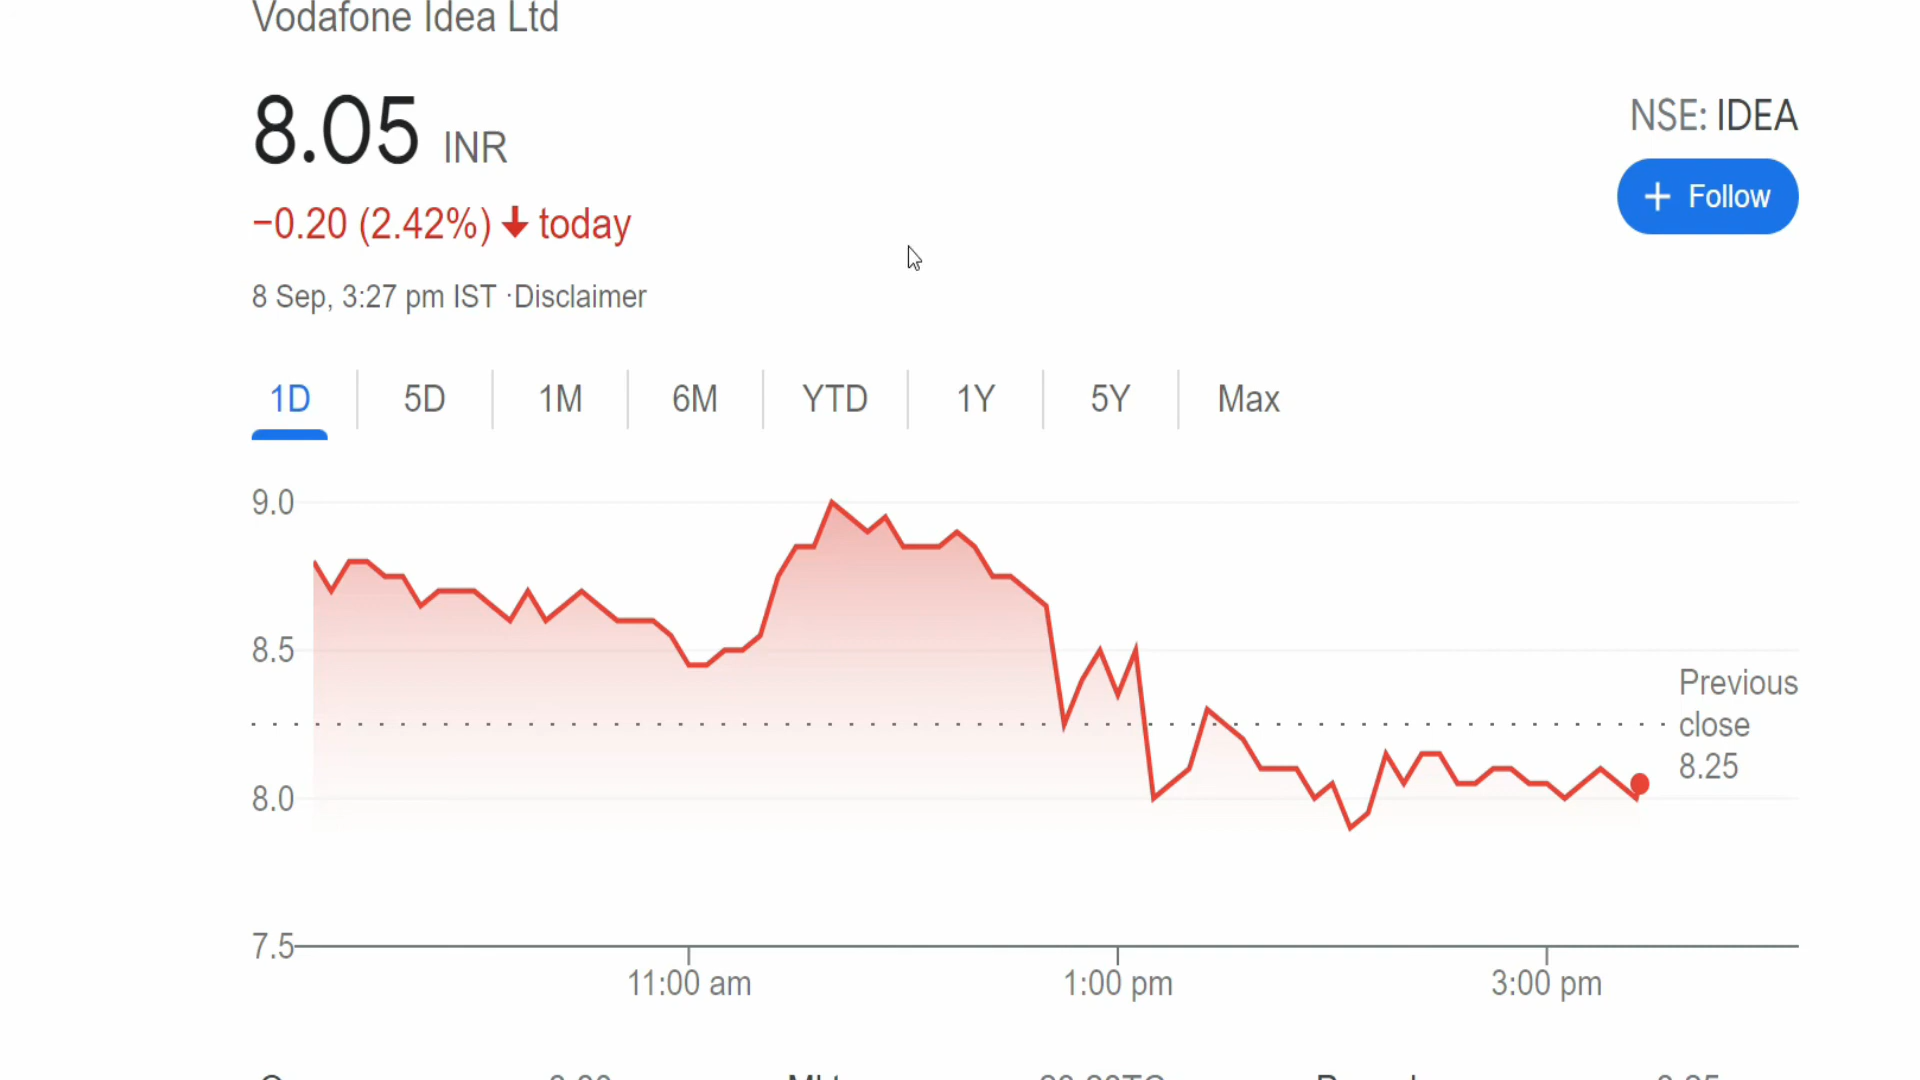 Vodafone Idea Ltd
8.05 INR
NSE: IDEA
+ Follow
−0.20 (2.42%) ↓ today
8 Sep, 3:27 pm IST ·Disclaimer
1D 5D 1M 6M YTD 1Y 5Y Max
9.0
8.5
8.0
7.5
Previous
close
8.25
11:00 am 1:00 pm 3:00 pm